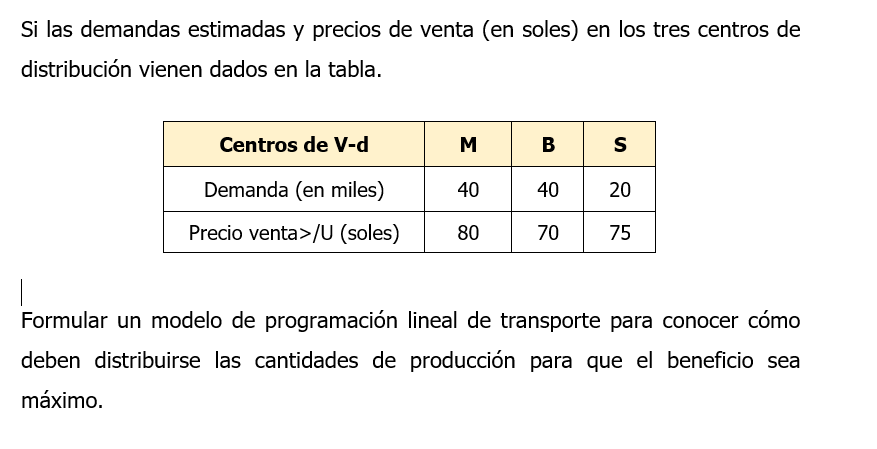 Si las demandas estimadas y precios de venta (en soles) en los tres centros de
distribución vienen dados en la tabla.
Centros de V-d M B S
Demanda (en miles) 40 40 20
Precio venta>/U (soles) 80 70 75
Formular un modelo de programación lineal de transporte para conocer cómo
deben distribuirse las cantidades de producción para que el beneficio sea
máximo.